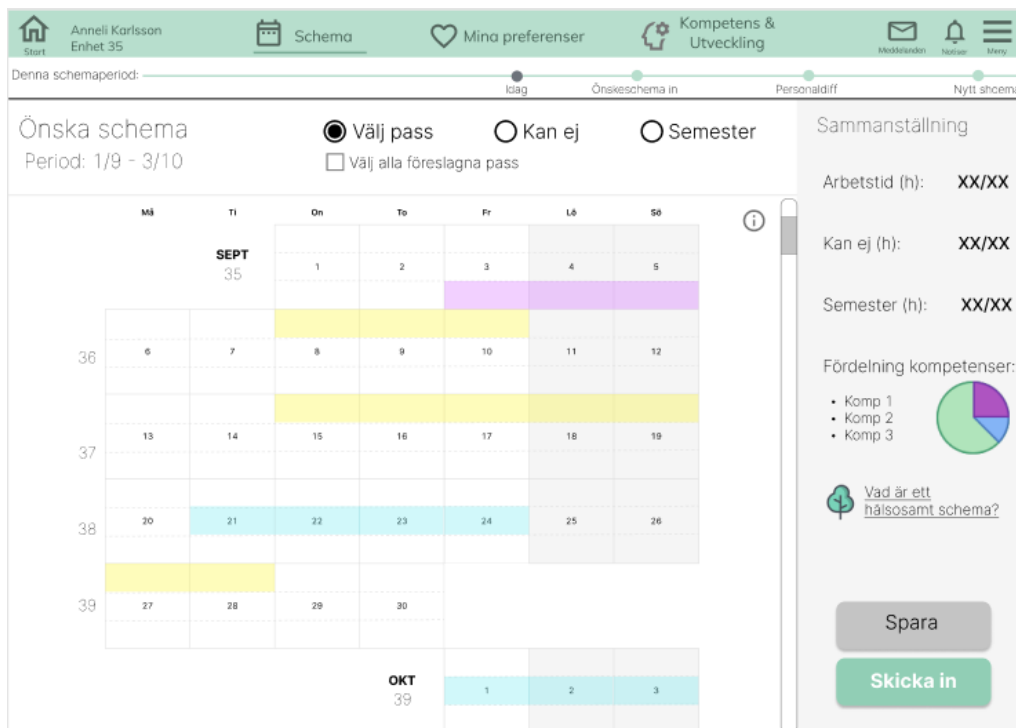 Start
Anneli Karlsson
Enhet 35
Schema
Mina preferenser
Kompetens &
Utveckling
Meddelanden
Notiser
Meny
Denna schemaperiod:
Idag
Önskeschema in
Personaldiff
Nytt shcema
Önska schema
Period: 1/9 - 3/10
Välj pass
Kan ej
Semester
Välj alla föreslagna pass
Må Ti On To Fr Lö Sö
SEPT
35
1 2 3 4 5
36
6 7 8 9 10 11 12
37
13 14 15 16 17 18 19
38
20 21 22 23 24 25 26
39
27 28 29 30
OKT
39
1 2 3
Sammanställning
Arbetstid (h): XX/XX
Kan ej (h): XX/XX
Semester (h): XX/XX
Fördelning kompetenser:
• Komp 1
• Komp 2
• Komp 3
Vad är ett
hälsosamt schema?
Spara
Skicka in